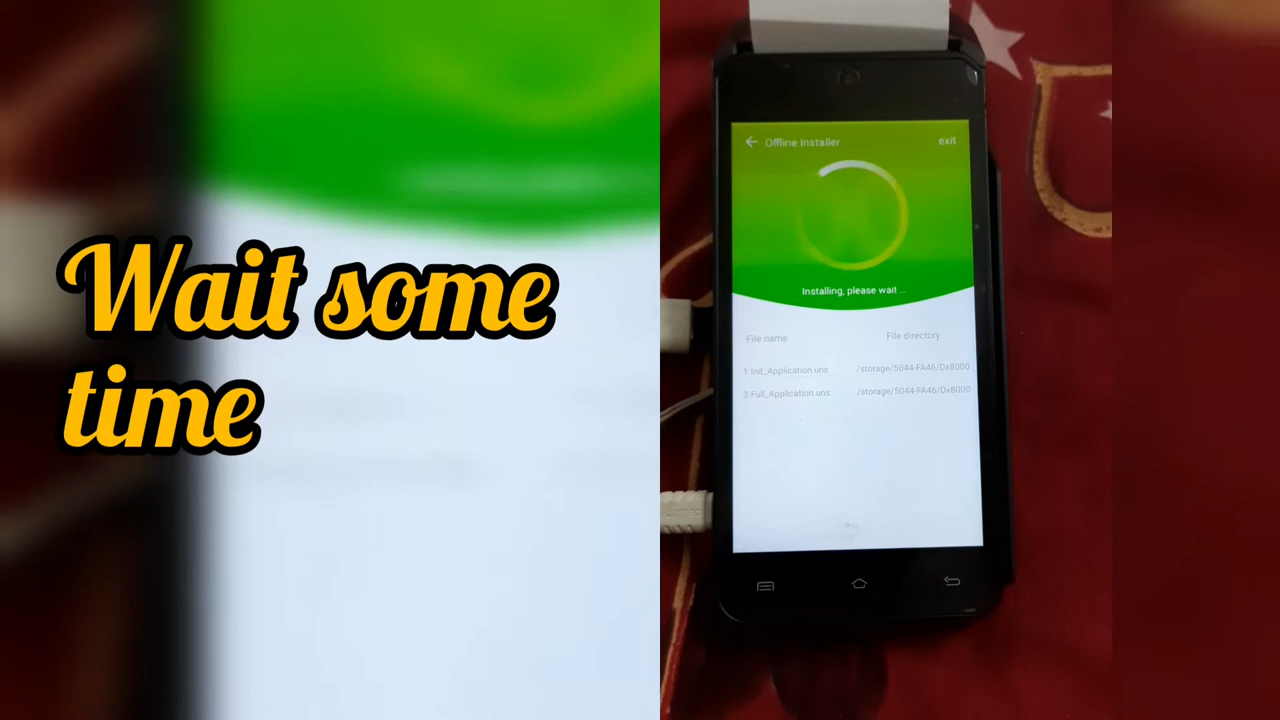 Wait some
time
Offline Installer
exit
Installing, please wait ...
File name
File directory
1.Init_Application.uns
/storage/5044-FA46/Dx8000
3.Full_Application.uns
/storage/5044-FA46/Dx8000